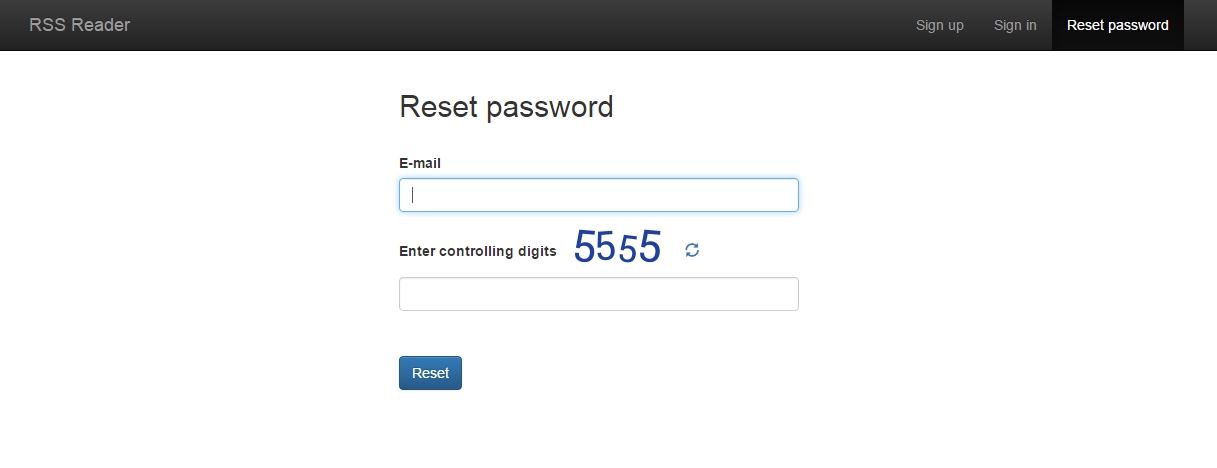 RSS Reader Sign up Sign in Reset password
Reset password
E-mail
Enter controlling digits 5555
Reset